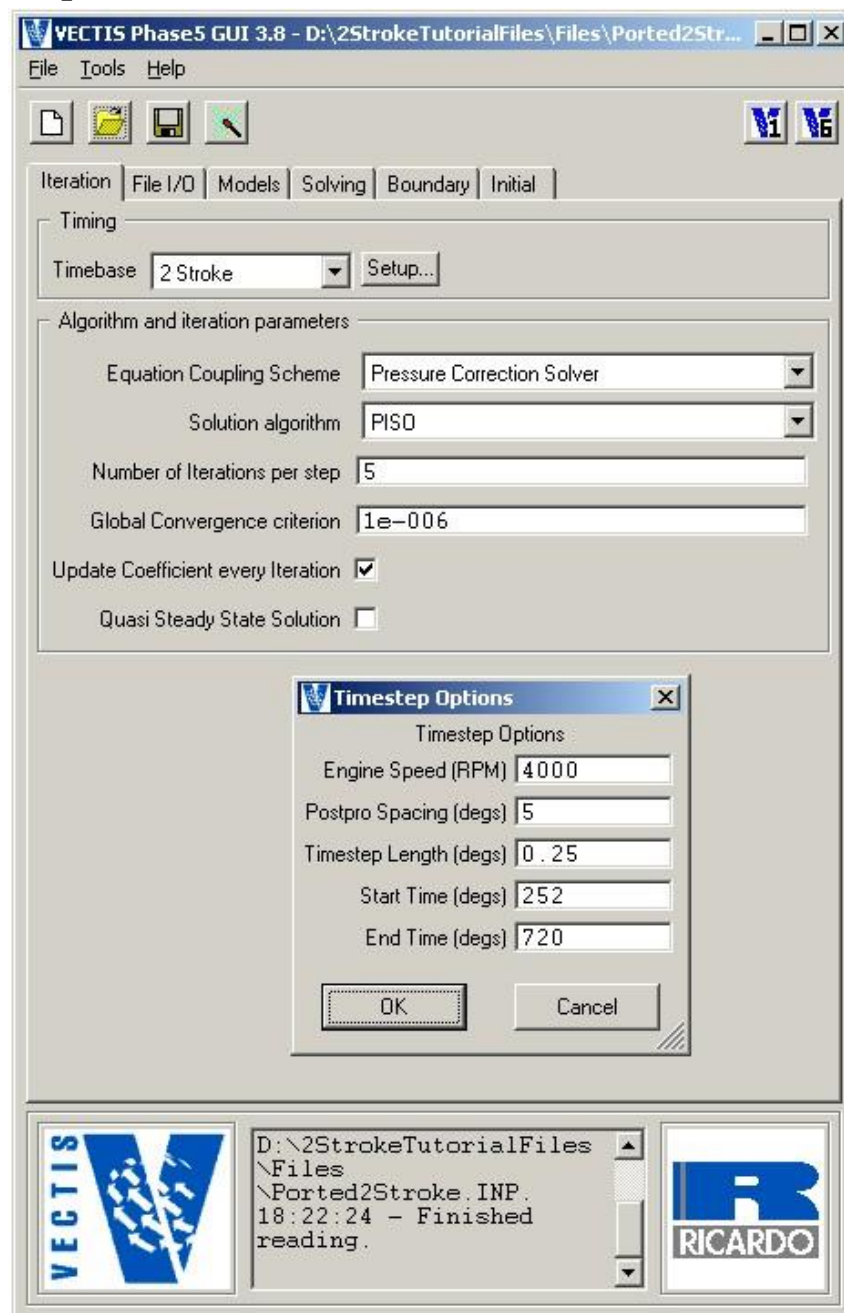 VECTIS Phase5 GUI 3.8 - D:\2StrokeTutorialFiles\Files\Ported2Str...
File Tools Help
V1 V6
Iteration File I/O Models Solving Boundary Initial
Timing
Timebase 2 Stroke Setup...
Algorithm and iteration parameters
Equation Coupling Scheme Pressure Correction Solver
Solution algorithm PISO
Number of Iterations per step 5
Global Convergence criterion 1e-006
Update Coefficient every Iteration
Quasi Steady State Solution
Timestep Options
Timestep Options
Engine Speed (RPM) 4000
Postpro Spacing (degs) 5
Timestep Length (degs) 0.25
Start Time (degs) 252
End Time (degs) 720
OK Cancel
VECTIS
D:\2StrokeTutorialFiles
\Files
\Ported2Stroke.INP.
18:22:24 - Finished
reading.
RICARDO